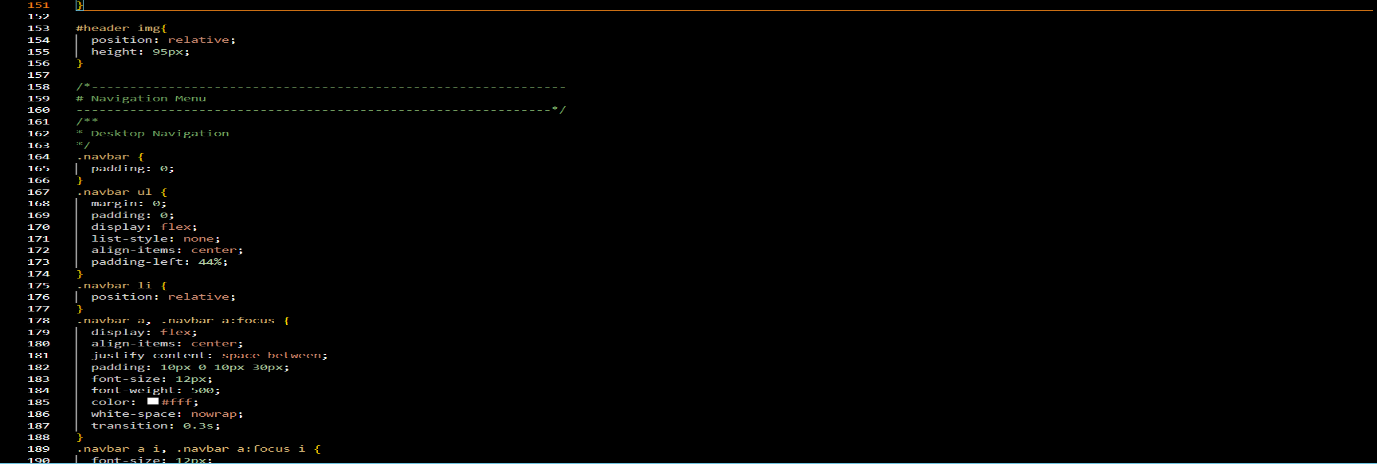 151 }
152
153 #header img{
154 position: relative;
155 height: 95px;
156 }
157
158 /*--------------------------------------------------------------
159 # Navigation Menu
160 --------------------------------------------------------------*/
161 /**
162 * Desktop Navigation
163 */
164 .navbar {
165 padding: 0;
166 }
167 .navbar ul {
168 margin: 0;
169 padding: 0;
170 display: flex;
171 list-style: none;
172 align-items: center;
173 padding-left: 44%;
174 }
175 .navbar li {
176 position: relative;
177 }
178 .navbar a, .navbar a:focus {
179 display: flex;
180 align-items: center;
181 justify-content: space-between;
182 padding: 10px 0 10px 30px;
183 font-size: 12px;
184 font-weight: 500;
185 color: #fff;
186 white-space: nowrap;
187 transition: 0.3s;
188 }
189 .navbar a i, .navbar a:focus i {
190 font-size: 12px;